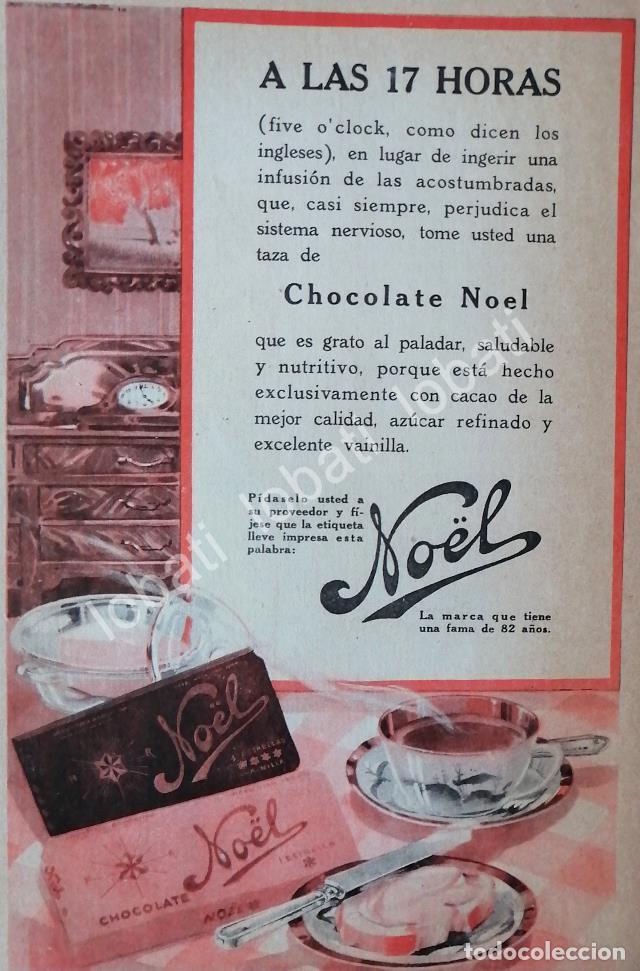 A LAS 17 HORAS
(five o'clock, como dicen los
ingleses), en lugar de ingerir una
infusión de las acostumbradas,
que, casi siempre, perjudica el
sistema nervioso, tome usted una
taza de
Chocolate Noel
que es grato al paladar, saludable
y nutritivo, porque está hecho
exclusivamente con cacao de la
mejor calidad, azúcar refinado y
excelente vainilla.
Pídaselo usted a
su proveedor y fí-
jese que la etiqueta
lleve impresa esta
palabra:
Noël
La marca que tiene
una fama de 82 años.
lobati lobati lobati
Noël
Noël
CHOCOLATE NOEL
todocoleccion